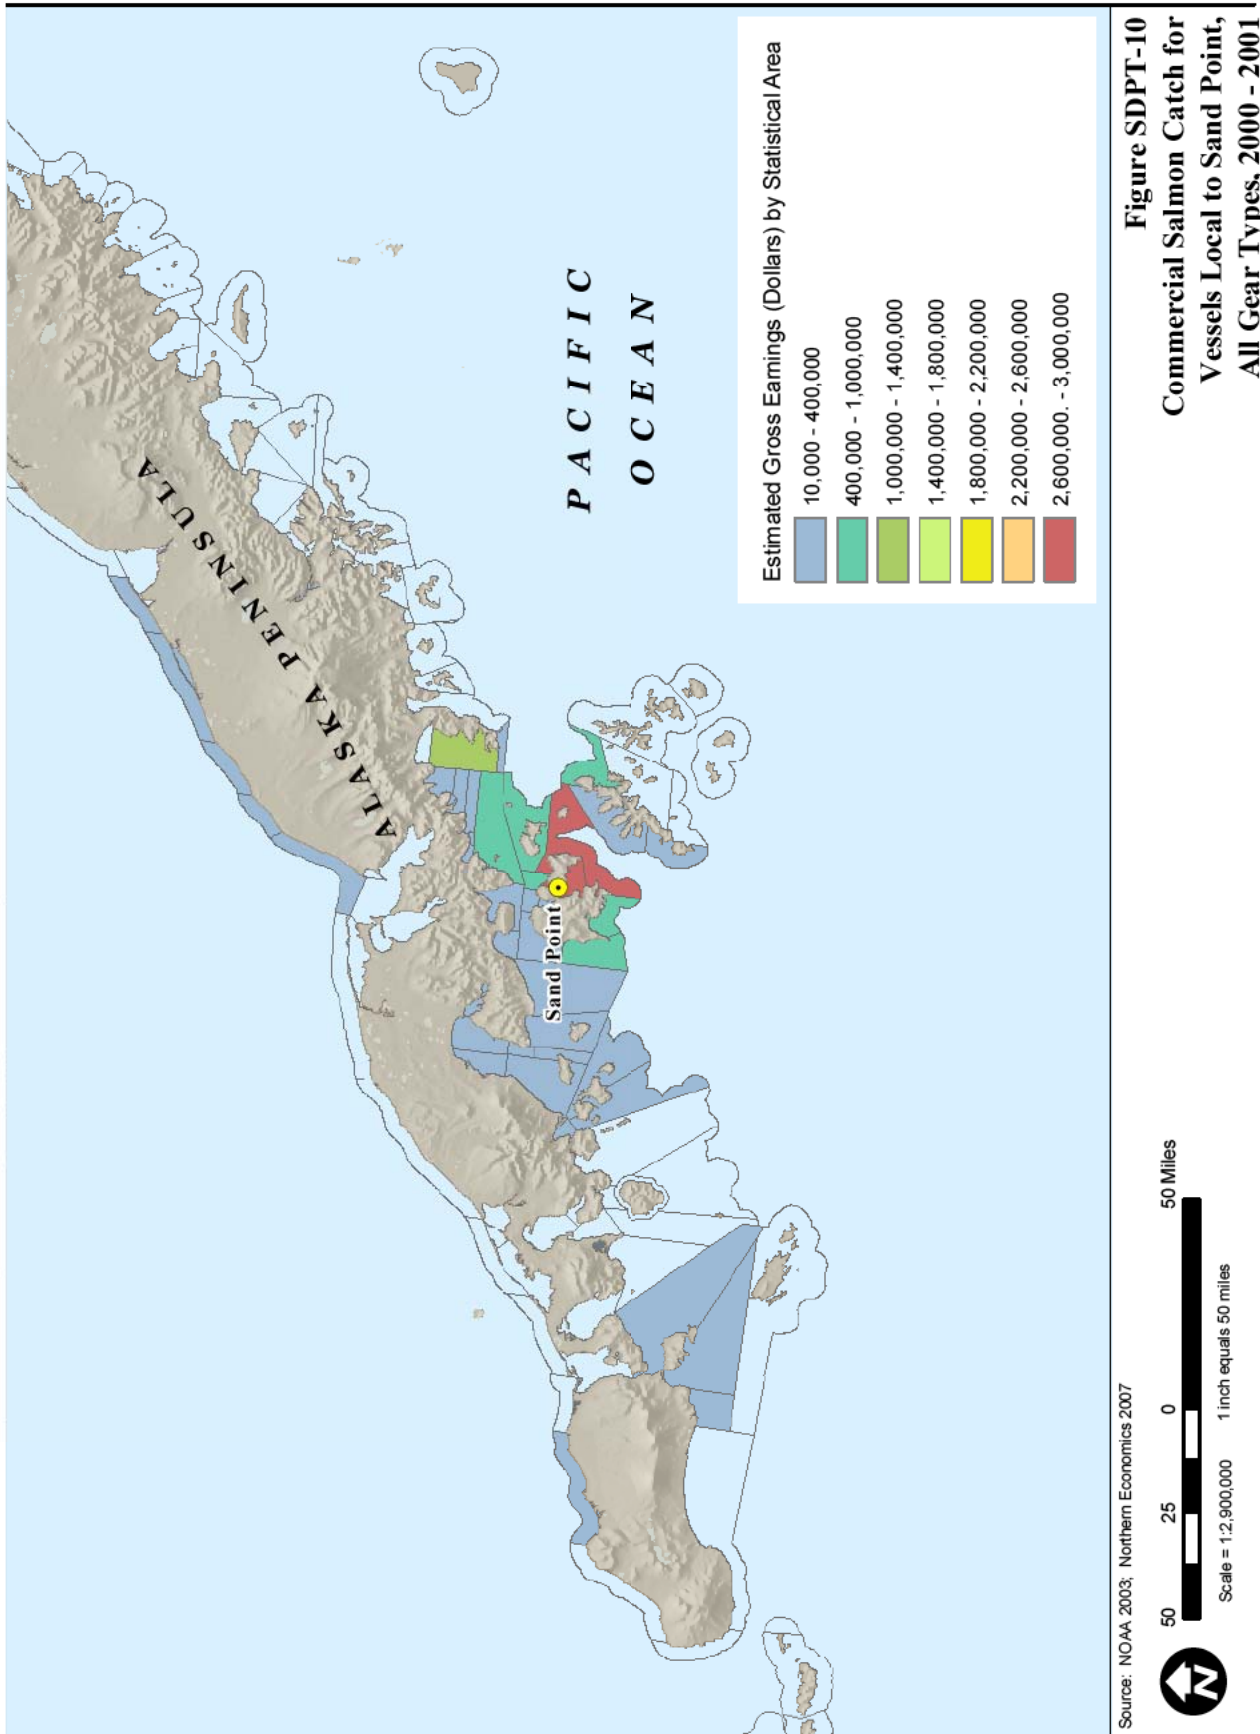 ALASKA PENINSULA
PACIFIC
OCEAN
Sand Point
Estimated Gross Earnings (Dollars) by Statistical Area
10,000 - 400,000
400,000 - 1,000,000
1,000,000 - 1,400,000
1,400,000 - 1,800,000
1,800,000 - 2,200,000
2,200,000 - 2,600,000
2,600,000. - 3,000,000
Source: NOAA 2003; Northern Economics 2007
N
50 25 0 50 Miles
Scale = 1:2,900,000 1 inch equals 50 miles
Figure SDPT-10
Commercial Salmon Catch for
Vessels Local to Sand Point,
All Gear Types, 2000 - 2001